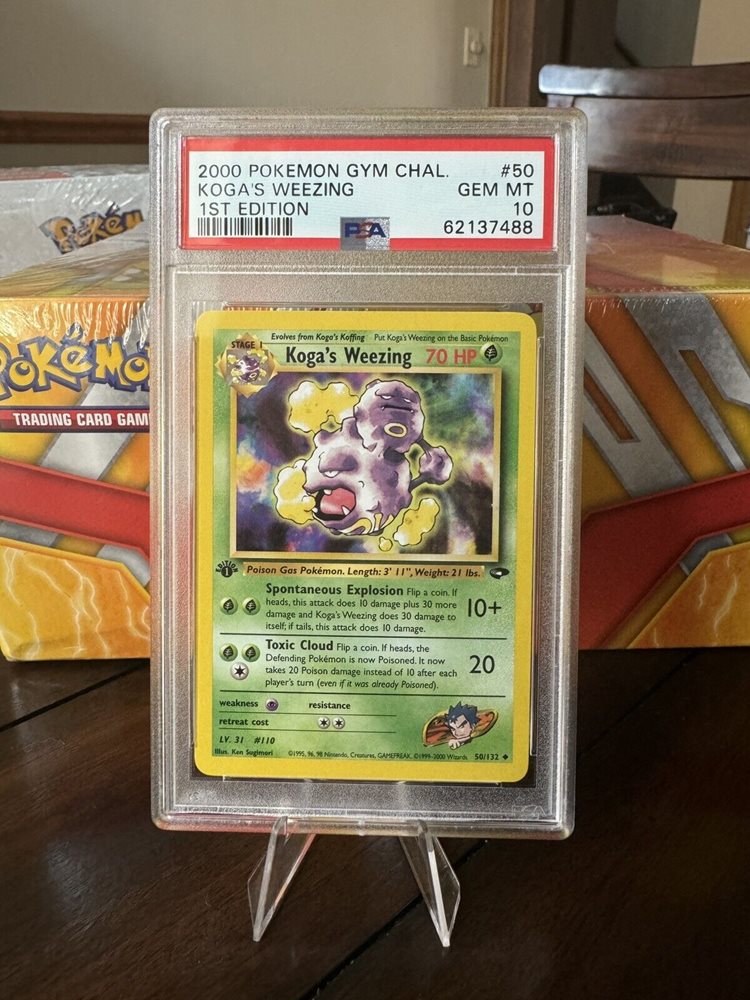 2000 POKEMON GYM CHAL. #50
KOGA'S WEEZING GEM MT
1ST EDITION 10
PSA 62137488
POKéMO
TRADING CARD GAM
STAGE 1 Evolves from Koga's Koffing Put Koga's Weezing on the Basic Pokémon
Koga's Weezing 70 HP
EDITION 1
Poison Gas Pokémon. Length: 3' 11", Weight: 21 lbs.
Spontaneous Explosion Flip a coin. If
heads, this attack does 10 damage plus 30 more
damage and Koga's Weezing does 30 damage to
itself; if tails, this attack does 10 damage.
10+
Toxic Cloud Flip a coin. If heads, the
Defending Pokémon is now Poisoned. It now
takes 20 Poison damage instead of 10 after each
player's turn (even if it was already Poisoned).
20
weakness resistance
retreat cost
LV. 31 #110
Illus. Ken Sugimori ©1995, 96, 98 Nintendo, Creatures, GAMEFREAK. ©1999-2000 Wizards. 50/132